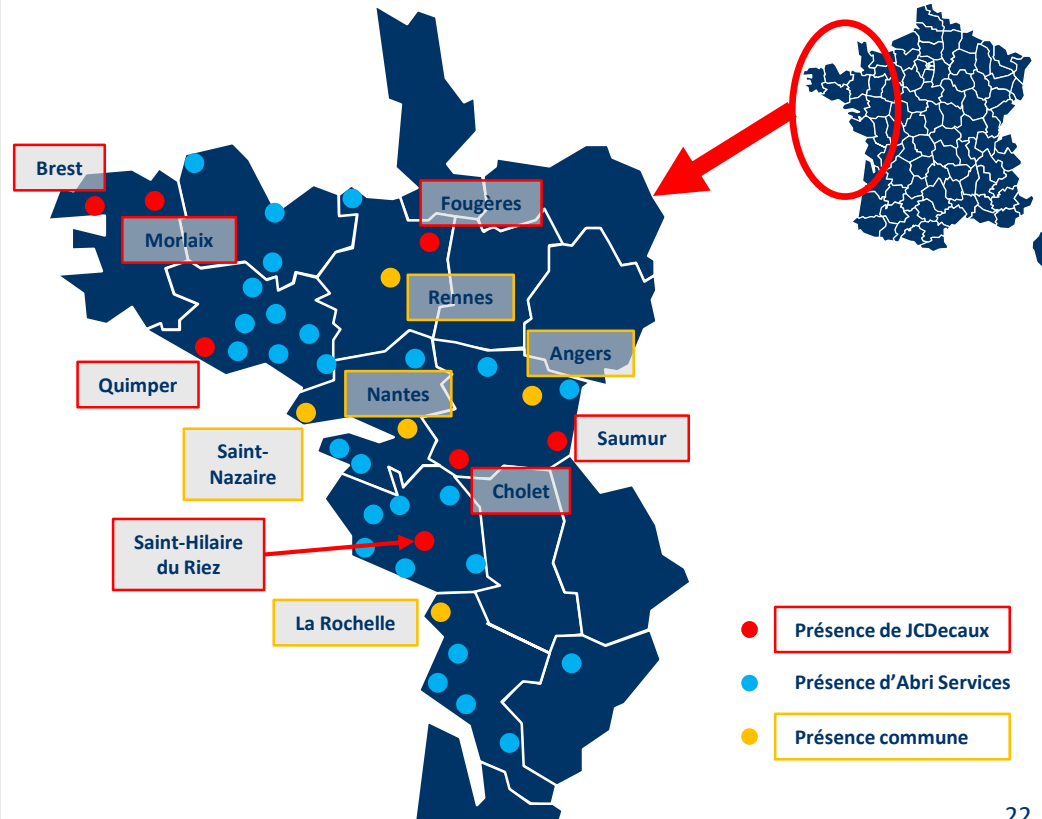 Brest
Morlaix
Fougères
Rennes
Angers
Quimper
Nantes
Saint-
Nazaire
Saumur
Cholet
Saint-Hilaire
du Riez
La Rochelle
Présence de JCDecaux
Présence d'Abri Services
Présence commune
22